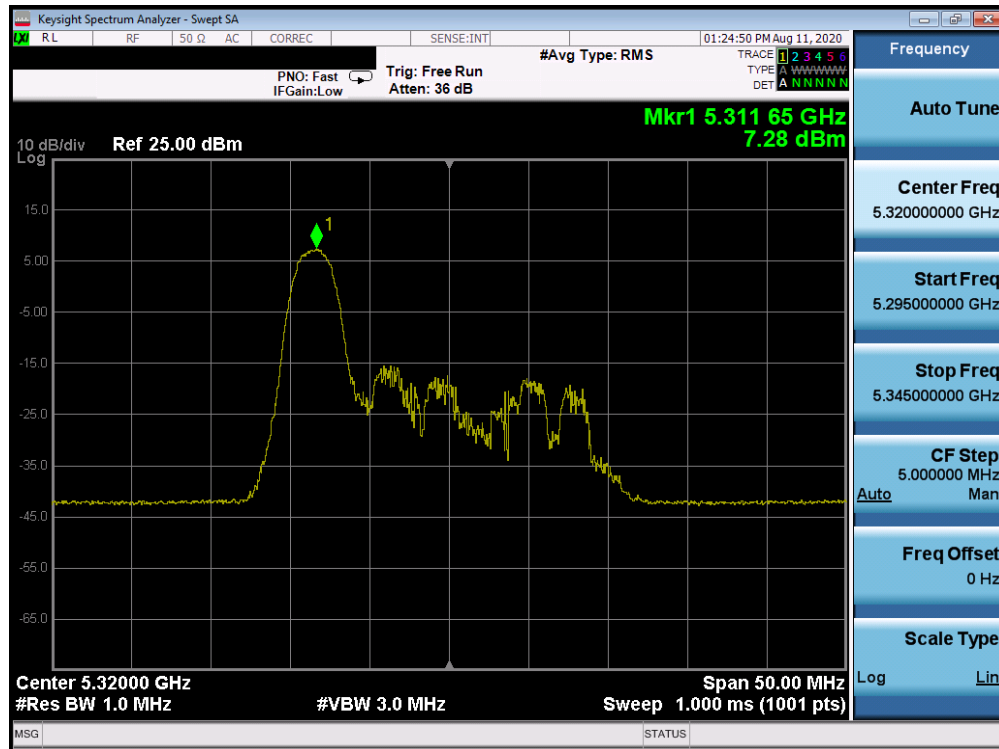 Keysight Spectrum Analyzer - Swept SA
LXI RL RF 50 Ω AC CORREC SENSE:INT 01:24:50 PM Aug 11, 2020
#Avg Type: RMS
TRACE 1 2 3 4 5 6
TYPE A WWWWW
DET A N N N N N
PNO: Fast
IFGain:Low
Trig: Free Run
Atten: 36 dB
Mkr1 5.311 65 GHz
7.28 dBm
10 dB/div Ref 25.00 dBm
Log
1
15.0
5.00
-5.00
-15.0
-25.0
-35.0
-45.0
-55.0
-65.0
Center 5.32000 GHz Span 50.00 MHz
#Res BW 1.0 MHz #VBW 3.0 MHz Sweep 1.000 ms (1001 pts)
MSG STATUS
Frequency
Auto Tune
Center Freq
5.320000000 GHz
Start Freq
5.295000000 GHz
Stop Freq
5.345000000 GHz
CF Step
5.000000 MHz
Auto Man
Freq Offset
0 Hz
Scale Type
Log Lin